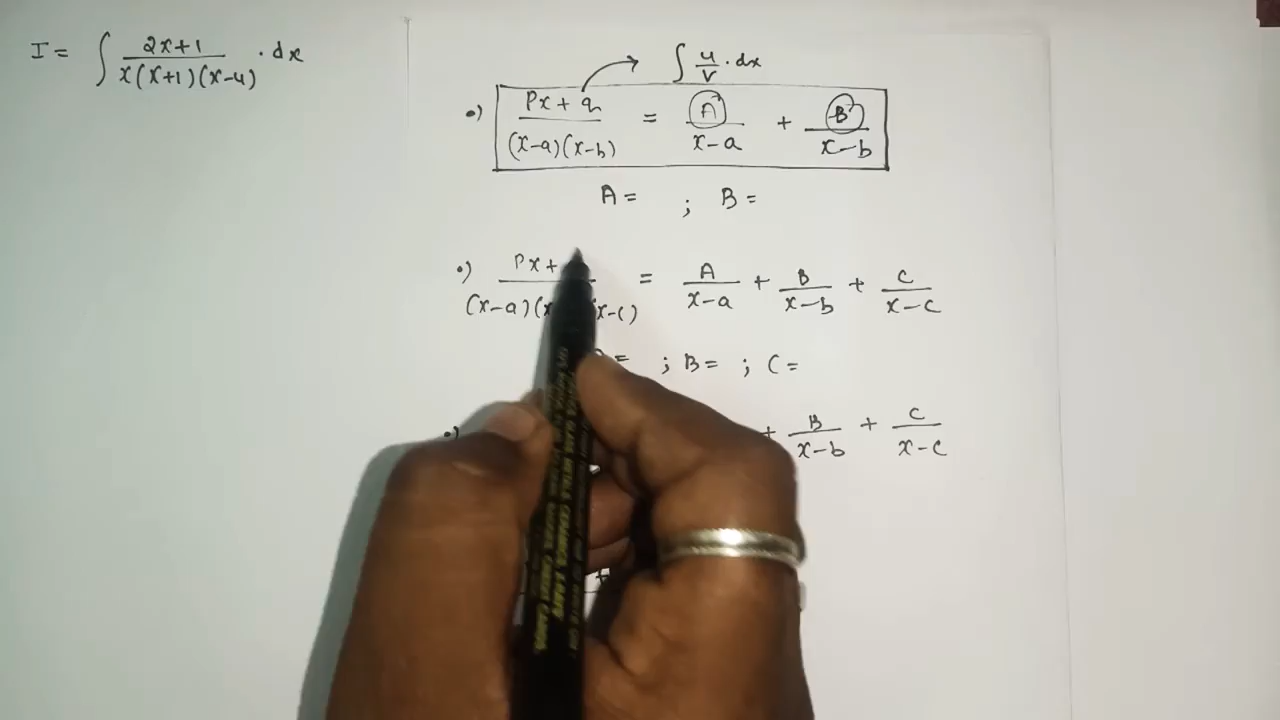 I = ∫ 2x+1 / x(x+1)(x-4) · dx
∫ u/v · dx
•) Px + q / (x-a)(x-b) = A / x-a + B / x-b
A = ; B =
•) Px + / (x-a)(x x-c) = A / x-a + B / x-b + C / x-c
= ; B = ; C =
•) + B / x-b + C / x-c
+